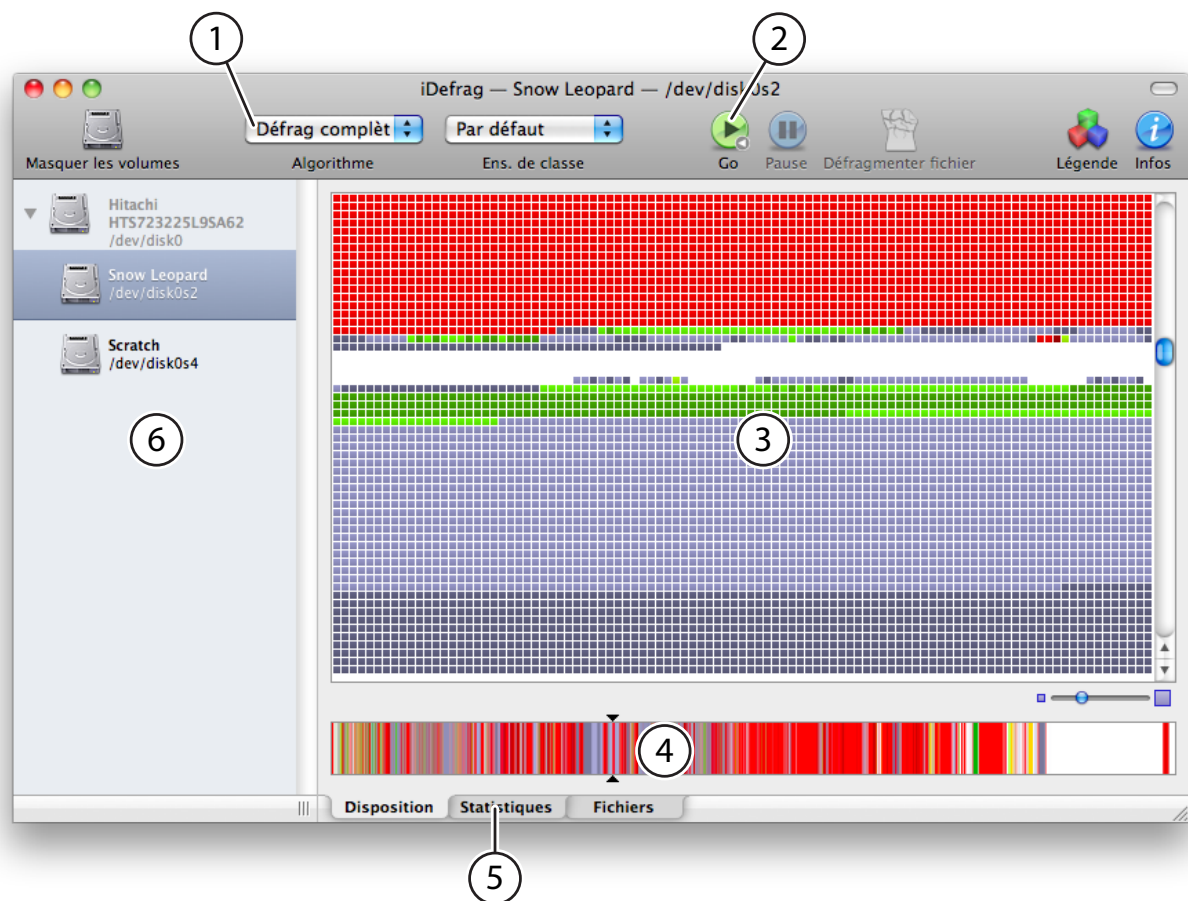 1
2
iDefrag — Snow Leopard — /dev/disk0s2
Défrag complèt
Par défaut
Masquer les volumes
Algorithme
Ens. de classe
Go
Pause
Défragmenter fichier
Légende
Infos
Hitachi
HTS723225L9SA62
/dev/disk0
Snow Leopard
/dev/disk0s2
Scratch
/dev/disk0s4
6
3
4
Disposition
Statistiques
Fichiers
5